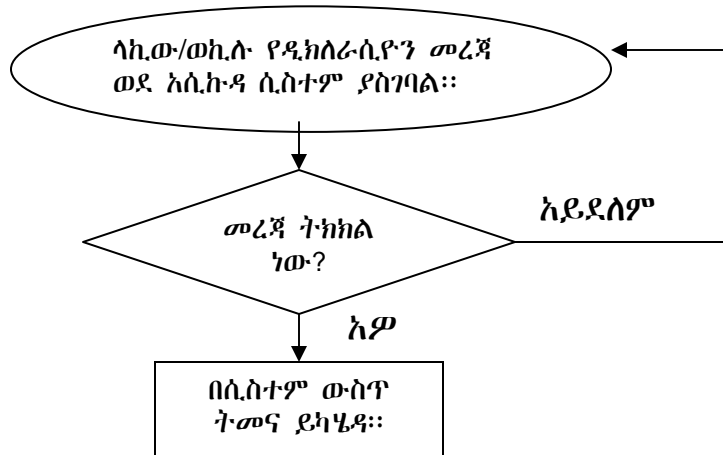 ላኪው/ወኪሉ የዲክለራሲዮን መረጃ
ወደ አሲኩዳ ሲስተም ያስገባል፡፡
አይደለም
መረጃ ትክክል
ነው?
አዎ
በሲስተም ውስጥ
ትመና ይካሄዳ፡፡